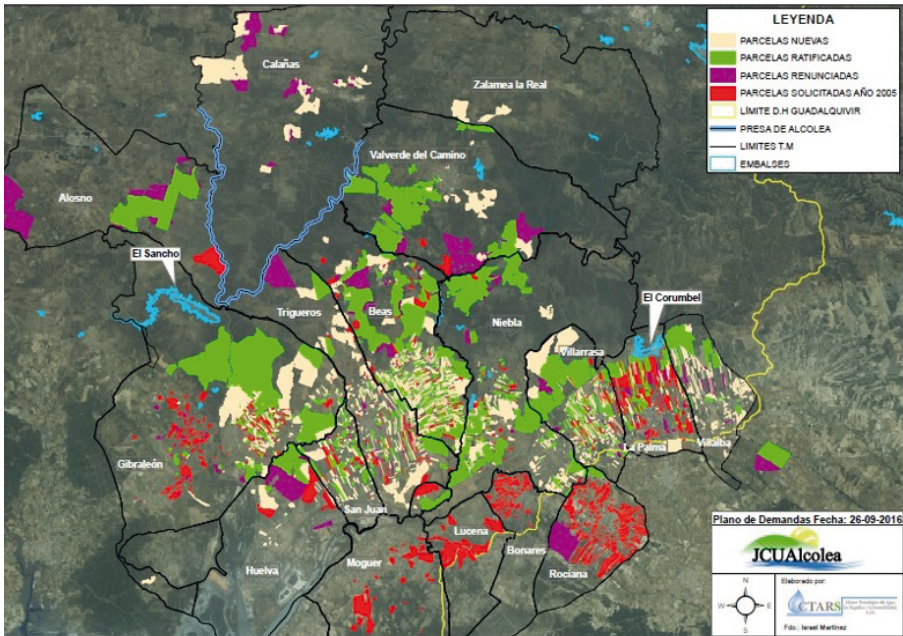 LEYENDA
PARCELAS NUEVAS
PARCELAS RATIFICADAS
PARCELAS RENUNCIADAS
PARCELAS SOLICITADAS AÑO 2005
LÍMITE D.H GUADALQUIVIR
PRESA DE ALCOLEA
LIMITES T.M
EMBALSES
Calañas
Zalamea la Real
Valverde del Camino
Alosno
El Sancho
El Corumbel
Trigueros
Beas
Niebla
Villarrasa
Gibraleón
La Palma
Villalba
San Juan
Lucena
Bonares
Huelva
Moguer
Rociana
Plano de Demandas Fecha: 26-09-2016
JCUAlcolea
N
W
E
S
Elaborado por:
CTARS
Fdo.: Israel Martínez